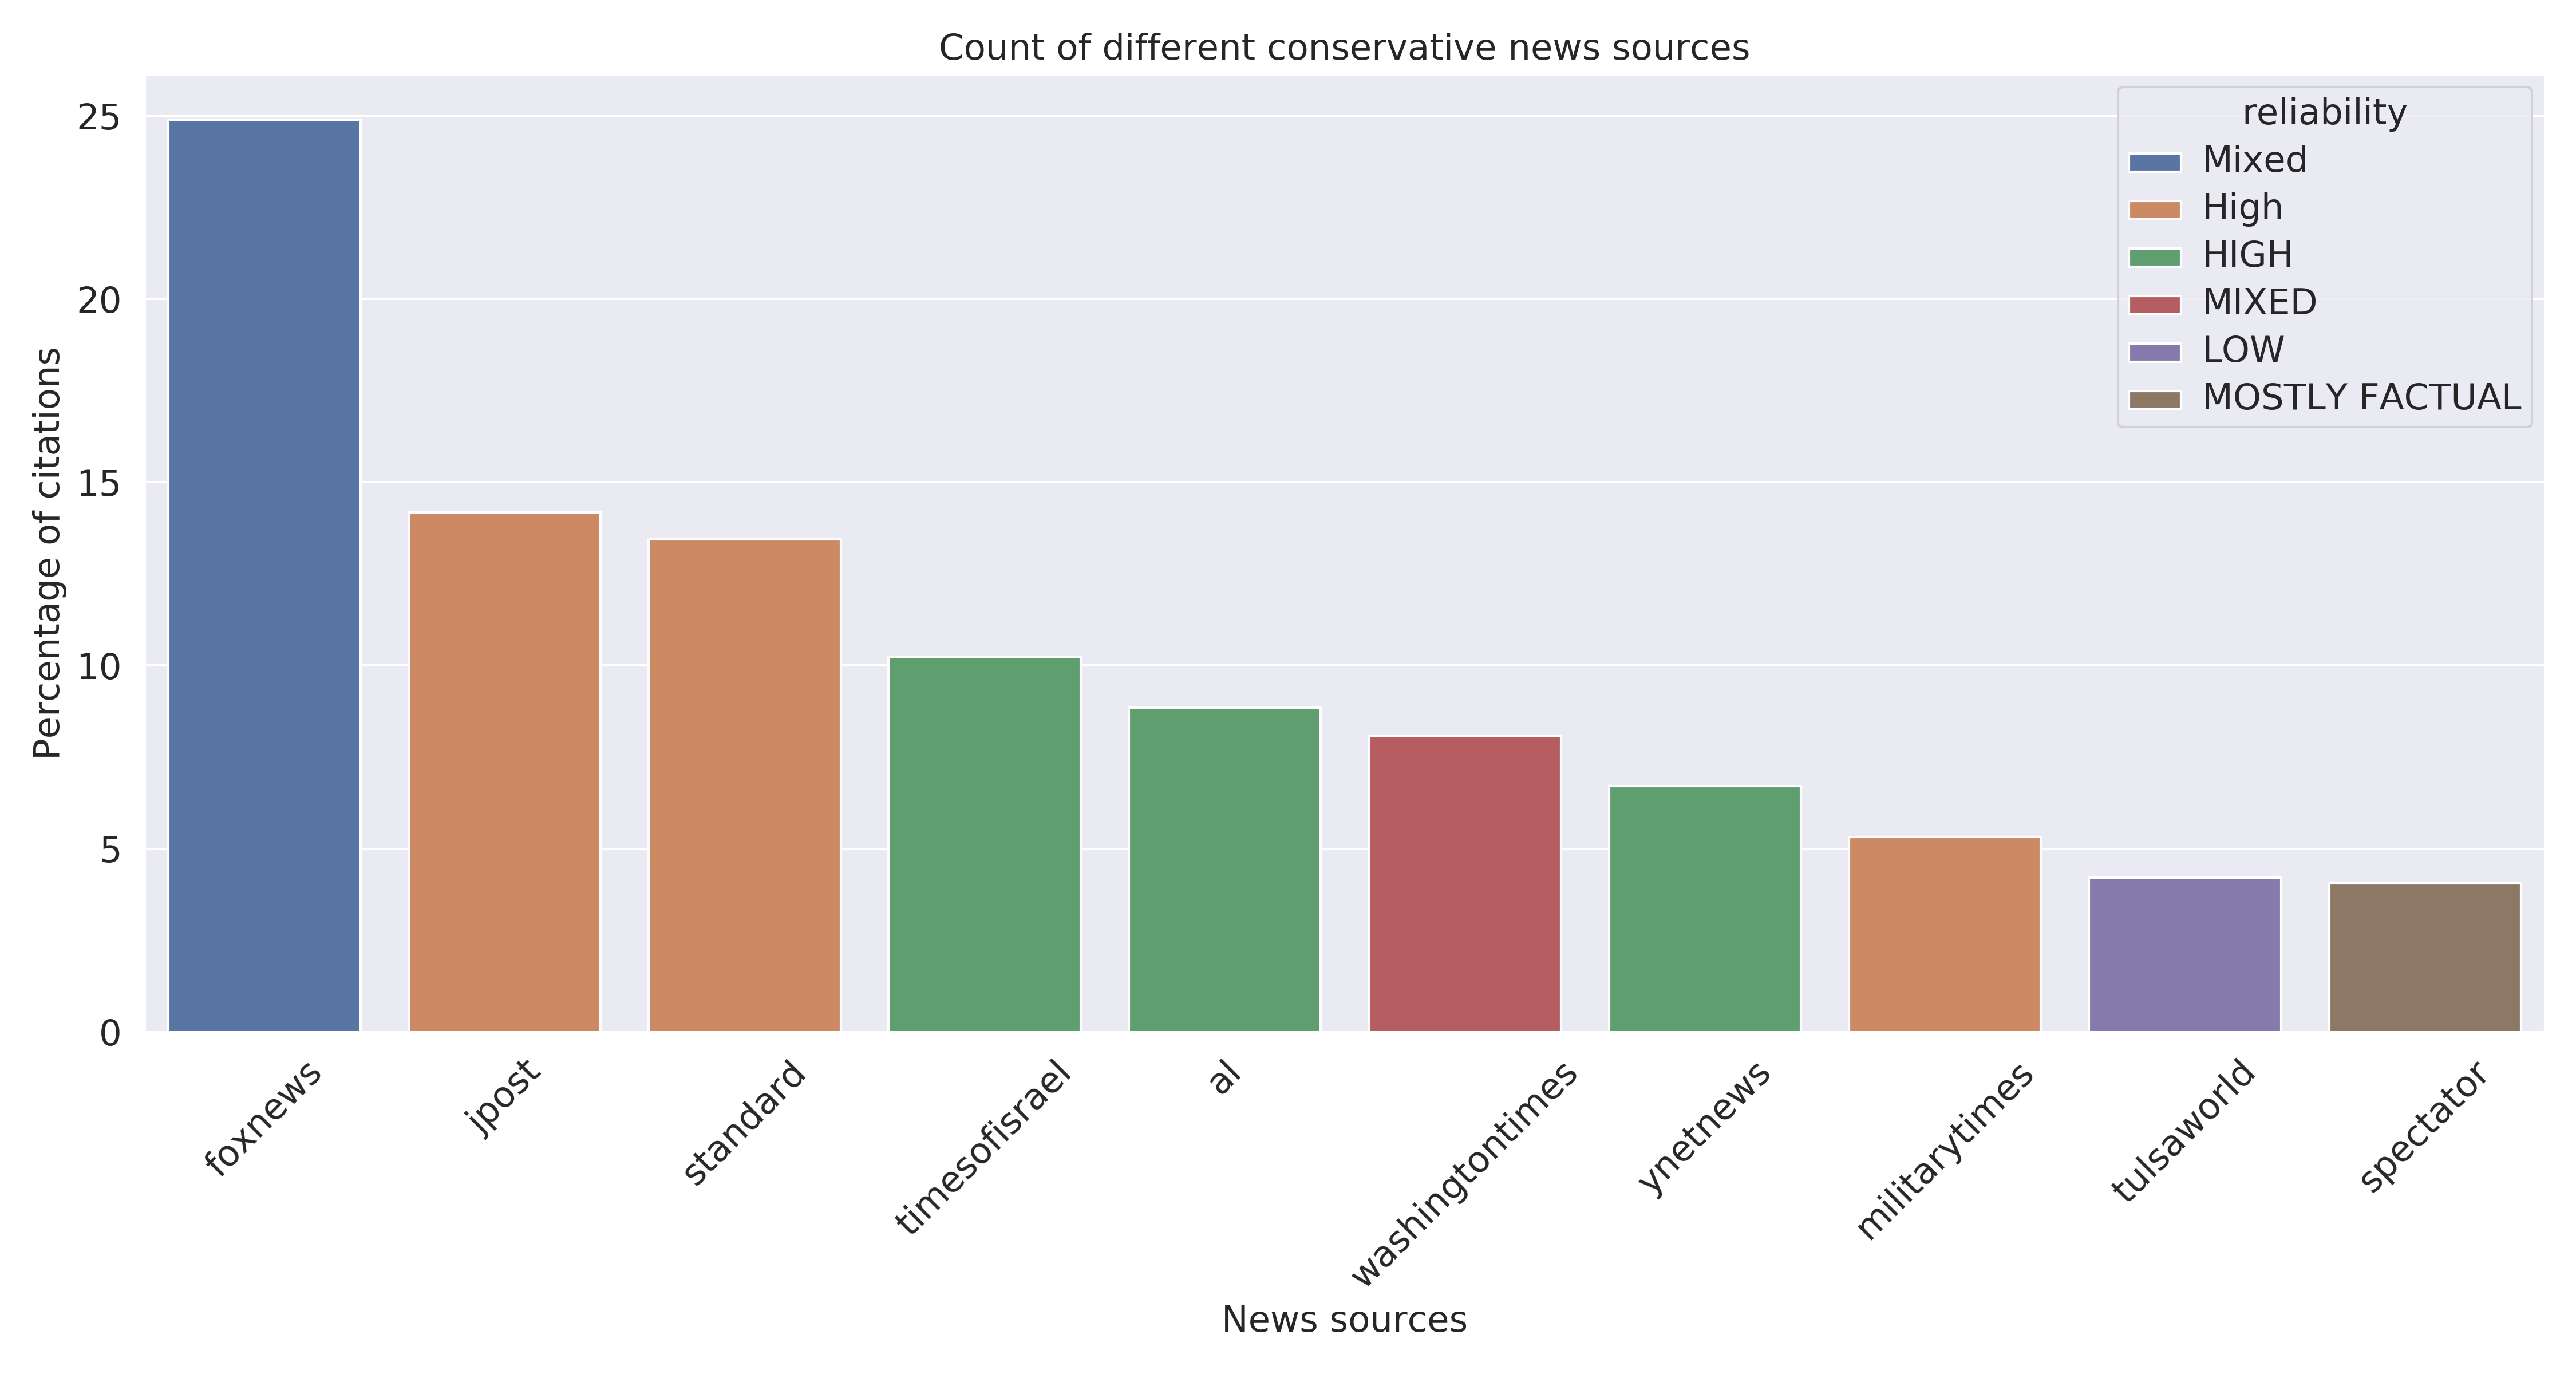 Count of different conservative news sources
reliability
Mixed
High
HIGH
MIXED
LOW
MOSTLY FACTUAL
Percentage of citations
25
20
15
10
5
0
foxnews
jpost
standard
timesofisrael
al
washingtontimes
ynetnews
militarytimes
tulsaworld
spectator
News sources